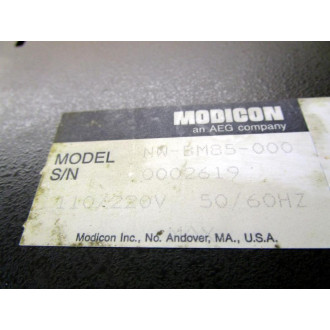 MODICON
an AEG company
MODEL NW-BM85-000
S/N 0002619
110/220V 50/60HZ
Modicon Inc., No. Andover, MA., U.S.A.